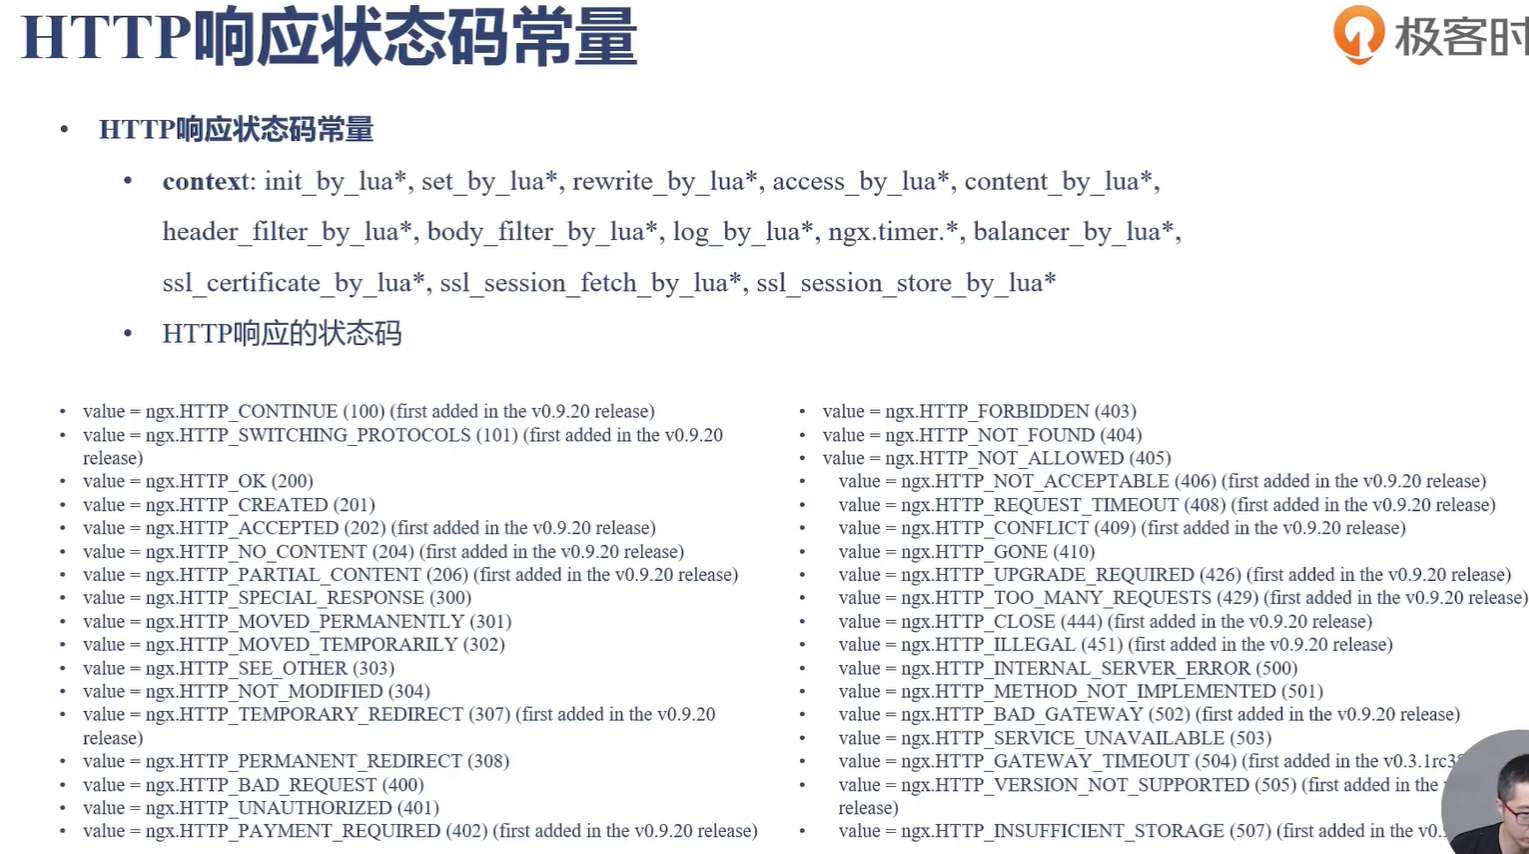 HTTP响应状态码常量
极客时
• HTTP响应状态码常量
• context: init_by_lua*, set_by_lua*, rewrite_by_lua*, access_by_lua*, content_by_lua*,
header_filter_by_lua*, body_filter_by_lua*, log_by_lua*, ngx.timer.*, balancer_by_lua*,
ssl_certificate_by_lua*, ssl_session_fetch_by_lua*, ssl_session_store_by_lua*
• HTTP响应的状态码
• value = ngx.HTTP_CONTINUE (100) (first added in the v0.9.20 release)
• value = ngx.HTTP_SWITCHING_PROTOCOLS (101) (first added in the v0.9.20
release)
• value = ngx.HTTP_OK (200)
• value = ngx.HTTP_CREATED (201)
• value = ngx.HTTP_ACCEPTED (202) (first added in the v0.9.20 release)
• value = ngx.HTTP_NO_CONTENT (204) (first added in the v0.9.20 release)
• value = ngx.HTTP_PARTIAL_CONTENT (206) (first added in the v0.9.20 release)
• value = ngx.HTTP_SPECIAL_RESPONSE (300)
• value = ngx.HTTP_MOVED_PERMANENTLY (301)
• value = ngx.HTTP_MOVED_TEMPORARILY (302)
• value = ngx.HTTP_SEE_OTHER (303)
• value = ngx.HTTP_NOT_MODIFIED (304)
• value = ngx.HTTP_TEMPORARY_REDIRECT (307) (first added in the v0.9.20
release)
• value = ngx.HTTP_PERMANENT_REDIRECT (308)
• value = ngx.HTTP_BAD_REQUEST (400)
• value = ngx.HTTP_UNAUTHORIZED (401)
• value = ngx.HTTP_PAYMENT_REQUIRED (402) (first added in the v0.9.20 release)
• value = ngx.HTTP_FORBIDDEN (403)
• value = ngx.HTTP_NOT_FOUND (404)
• value = ngx.HTTP_NOT_ALLOWED (405)
• value = ngx.HTTP_NOT_ACCEPTABLE (406) (first added in the v0.9.20 release)
• value = ngx.HTTP_REQUEST_TIMEOUT (408) (first added in the v0.9.20 release)
• value = ngx.HTTP_CONFLICT (409) (first added in the v0.9.20 release)
• value = ngx.HTTP_GONE (410)
• value = ngx.HTTP_UPGRADE_REQUIRED (426) (first added in the v0.9.20 release)
• value = ngx.HTTP_TOO_MANY_REQUESTS (429) (first added in the v0.9.20 release)
• value = ngx.HTTP_CLOSE (444) (first added in the v0.9.20 release)
• value = ngx.HTTP_ILLEGAL (451) (first added in the v0.9.20 release)
• value = ngx.HTTP_INTERNAL_SERVER_ERROR (500)
• value = ngx.HTTP_METHOD_NOT_IMPLEMENTED (501)
• value = ngx.HTTP_BAD_GATEWAY (502) (first added in the v0.9.20 release)
• value = ngx.HTTP_SERVICE_UNAVAILABLE (503)
• value = ngx.HTTP_GATEWAY_TIMEOUT (504) (first added in the v0.3.1rc3
• value = ngx.HTTP_VERSION_NOT_SUPPORTED (505) (first added in the
release)
• value = ngx.HTTP_INSUFFICIENT_STORAGE (507) (first added in the v0.